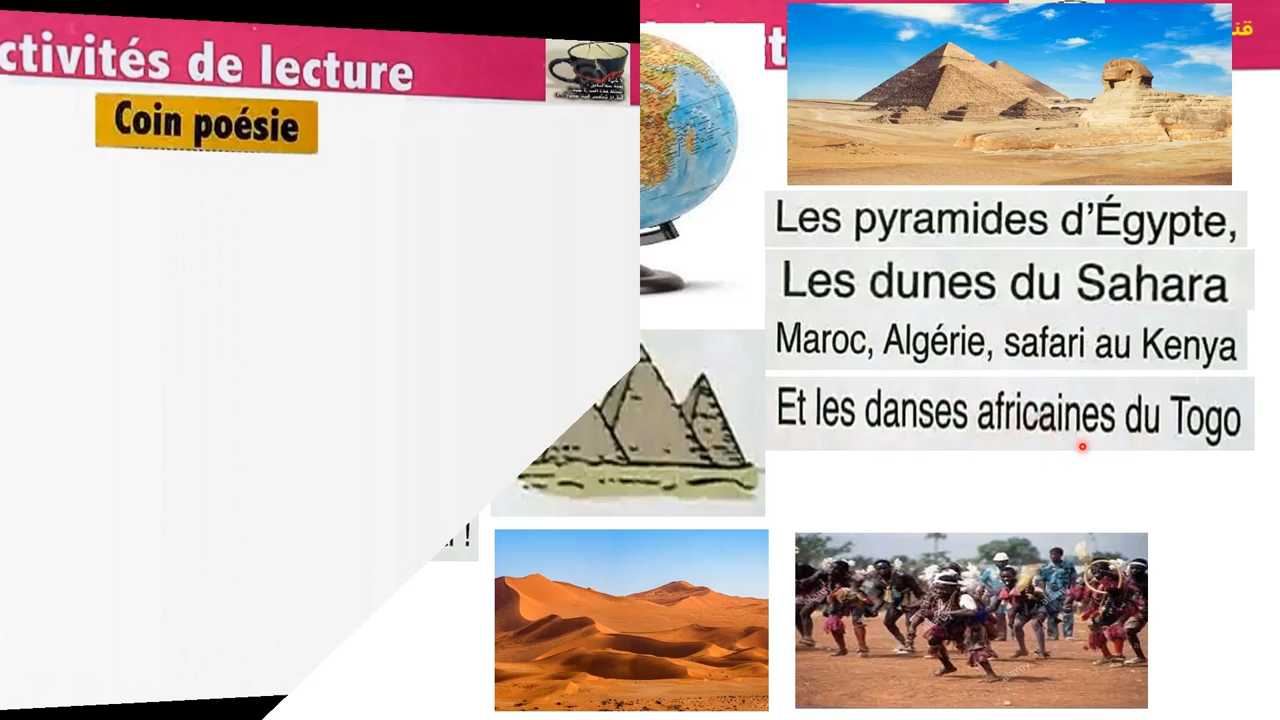 ctivités de lecture
Coin poésie
Les pyramides d'Égypte,
Les dunes du Sahara
Maroc, Algérie, safari au Kenya
Et les danses africaines du Togo
!